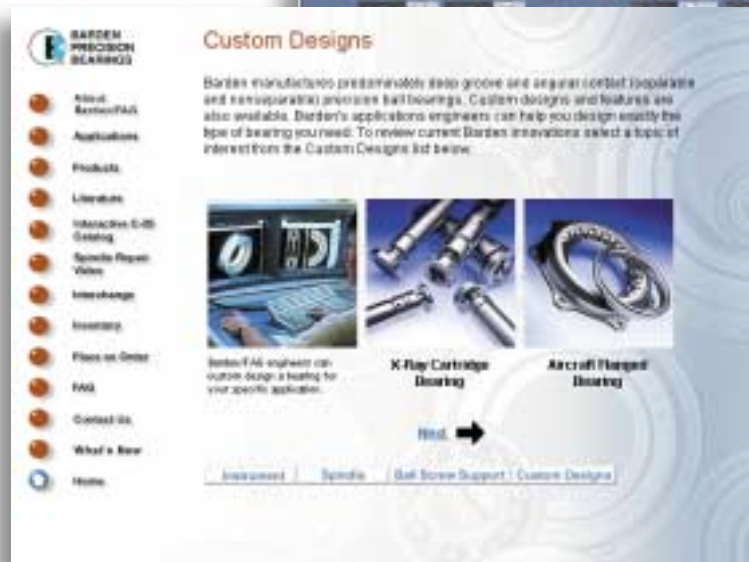 BARDEN
PRECISION
BEARINGS
Custom Designs
Barden manufactures predominately deep groove and angular contact (separable
and nonseparable) precision ball bearings. Custom designs and features are
also available. Barden's applications engineers can help you design exactly the
type of bearing you need. To review current Barden innovations select a topic of
interest from the Custom Designs list below.
About
Barden/FAG
Applications
Products
Literature
Interactive C-05
Catalog
Spindle Repair
Video
Interchange
Inventory
Place an Order
FAQ
Contact Us
What's New
Home
Barden/FAG engineers can
custom design a bearing for
your specific application.
X-Ray Cartridge
Bearing
Aircraft Flanged
Bearing
Next
Instrument | Spindle | Ball Screw Support | Custom Designs